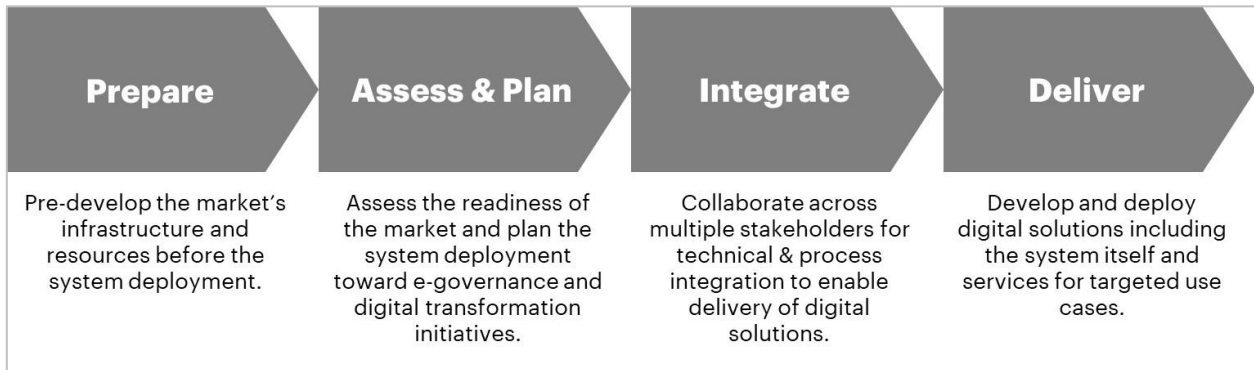 Prepare
Pre-develop the market’s
infrastructure and
resources before the
system deployment.
Assess & Plan
Assess the readiness of
the market and plan the
system deployment
toward e-governance and
digital transformation
initiatives.
Integrate
Collaborate across
multiple stakeholders for
technical & process
integration to enable
delivery of digital
solutions.
Deliver
Develop and deploy
digital solutions including
the system itself and
services for targeted use
cases.